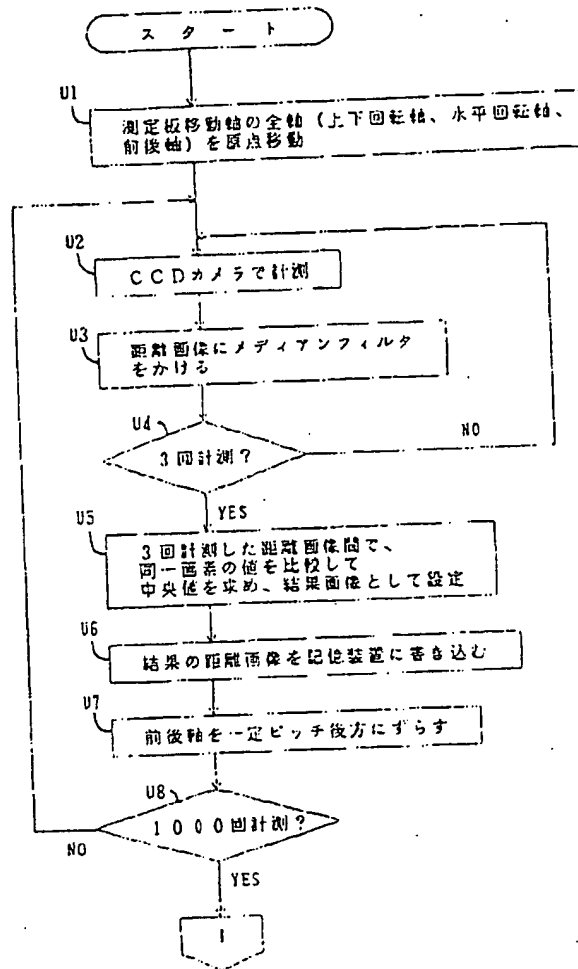 スタート
U1
測定板移動軸の全軸（上下回転軸、水平回転軸、
前後軸）を原点移動
U2
CCDカメラで計測
U3
距離画像にメディアンフィルタ
をかける
U4
3回計測？
NO
YES
U5
3回計測した距離画像間で、
同一画素の値を比較して
中央値を求め、結果画像として設定
U6
結果の距離画像を記憶装置に書き込む
U7
前後軸を一定ピッチ後方にずらす
U8
1000回計測？
NO
YES
1